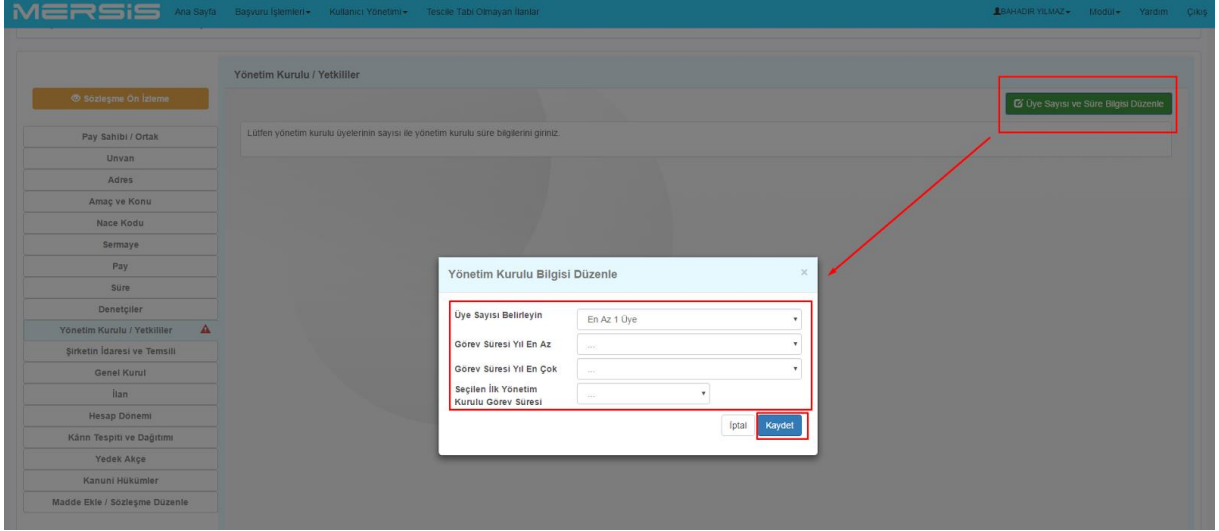 MERSİS Ana Sayfa Başvuru İşlemleri Kullanıcı Yönetimi Tescile Tabi Olmayan İlanlar BAHADIR YILMAZ Modül Yardım Çıkış
Yönetim Kurulu / Yetkililer
Sözleşme Ön İzleme
Üye Sayısı ve Süre Bilgisi Düzenle
Lütfen yönetim kurulu üyelerinin sayısı ile yönetim kurulu süre bilgilerini giriniz.
Pay Sahibi / Ortak
Unvan
Adres
Amaç ve Konu
Nace Kodu
Sermaye
Pay
Süre
Denetçiler
Yönetim Kurulu / Yetkililer
Şirketin İdaresi ve Temsili
Genel Kurul
İlan
Hesap Dönemi
Kârın Tespiti ve Dağıtımı
Yedek Akçe
Kanuni Hükümler
Madde Ekle / Sözleşme Düzenle
Yönetim Kurulu Bilgisi Düzenle ×
Üye Sayısı Belirleyin En Az 1 Üye
Görev Süresi Yıl En Az ...
Görev Süresi Yıl En Çok ...
Seçilen İlk Yönetim
Kurulu Görev Süresi ...
İptal Kaydet